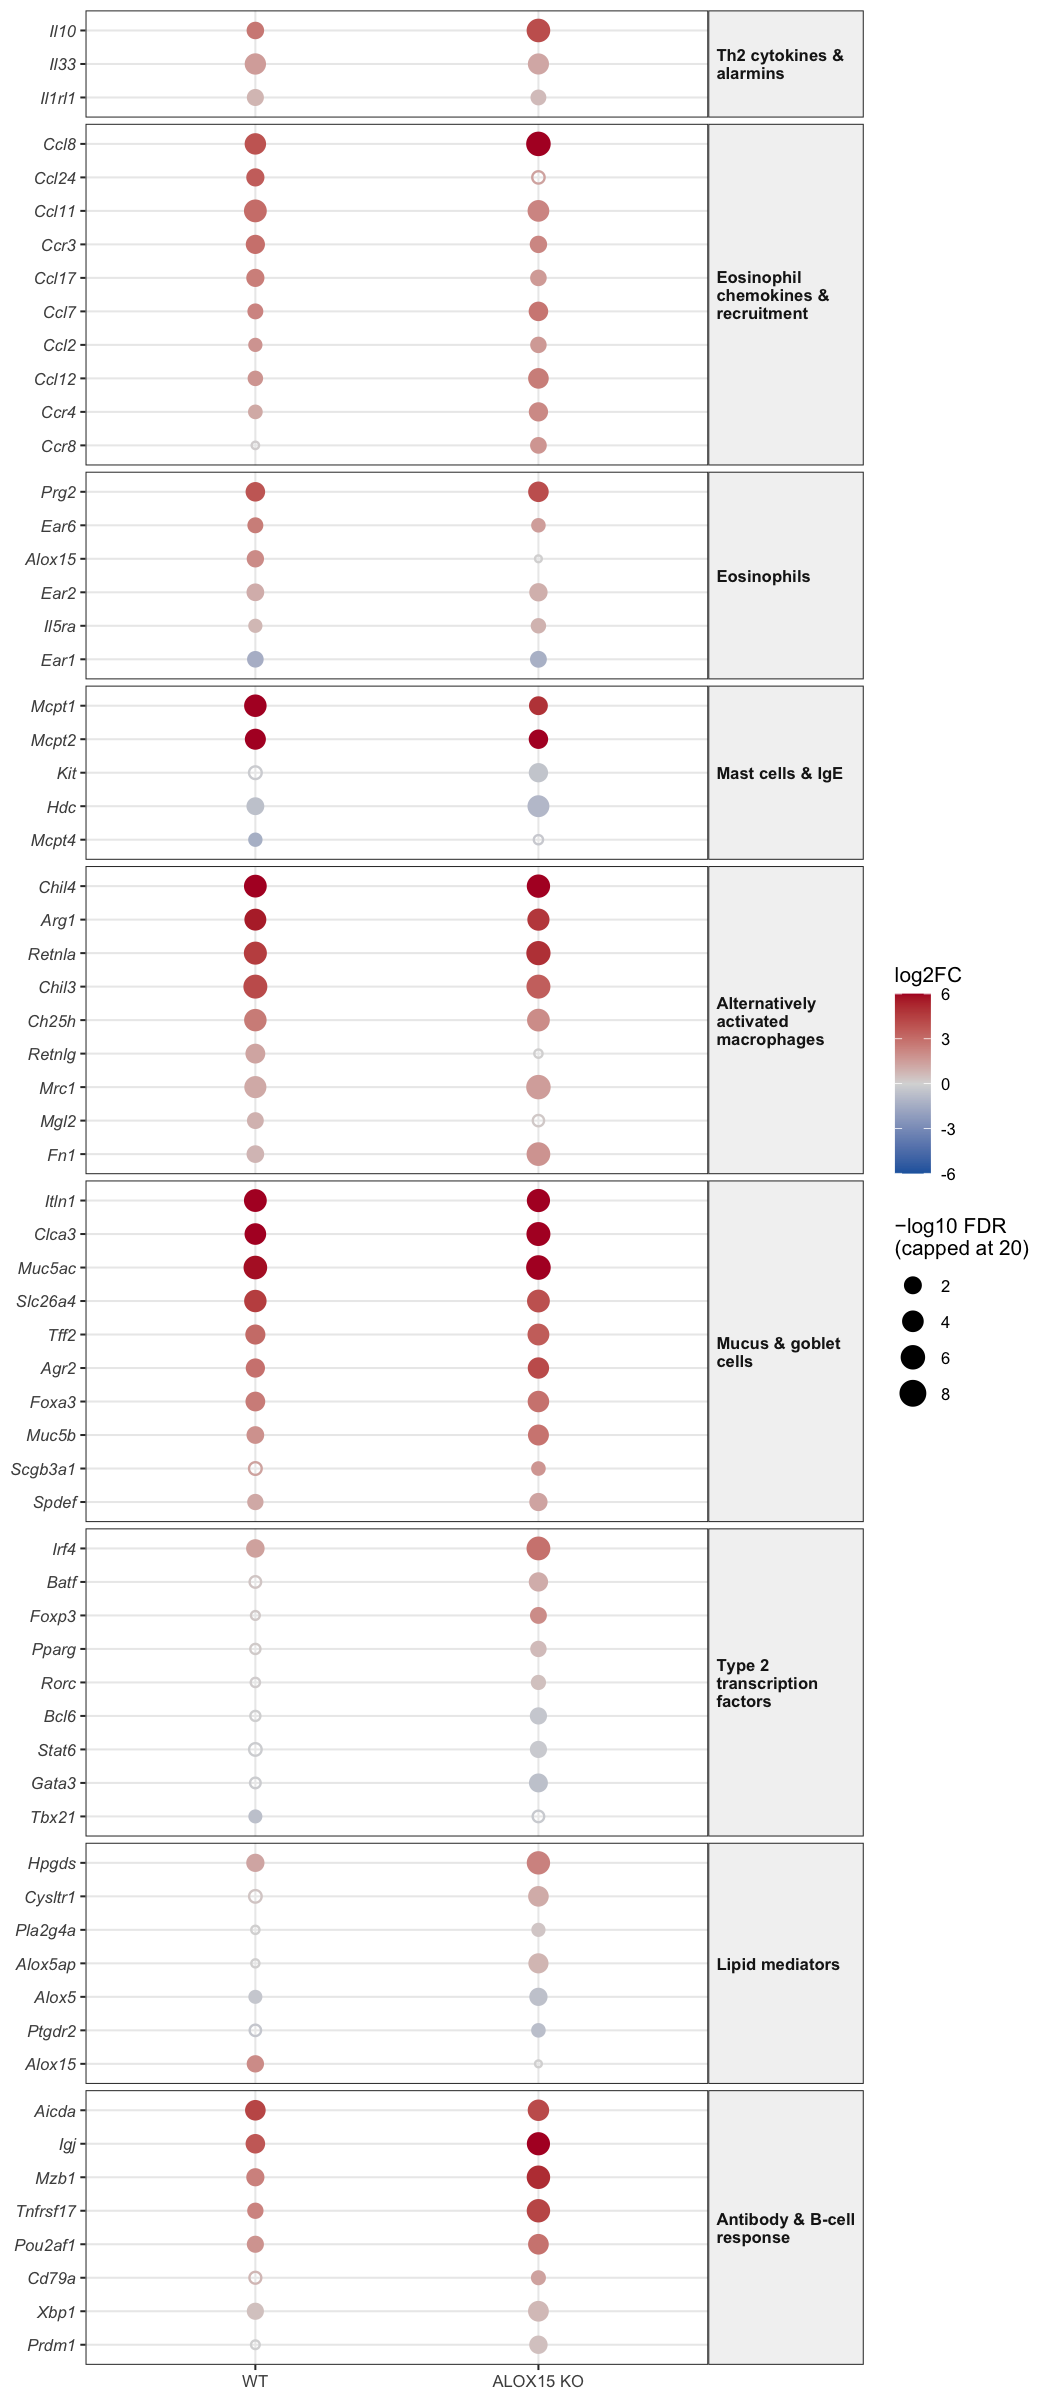 Il10
Il33
Il1rl1
Th2 cytokines &
alarmins
Ccl8
Ccl24
Ccl11
Ccr3
Ccl17
Ccl7
Ccl2
Ccl12
Ccr4
Ccr8
Eosinophil
chemokines &
recruitment
Prg2
Ear6
Alox15
Ear2
Il5ra
Ear1
Eosinophils
Mcpt1
Mcpt2
Kit
Hdc
Mcpt4
Mast cells & IgE
Chil4
Arg1
Retnla
Chil3
Ch25h
Retnlg
Mrc1
Mgl2
Fn1
Alternatively
activated
macrophages
Itln1
Clca3
Muc5ac
Slc26a4
Tff2
Agr2
Foxa3
Muc5b
Scgb3a1
Spdef
Mucus & goblet
cells
Irf4
Batf
Foxp3
Pparg
Rorc
Bcl6
Stat6
Gata3
Tbx21
Type 2
transcription
factors
Hpgds
Cysltr1
Pla2g4a
Alox5ap
Alox5
Ptgdr2
Alox15
Lipid mediators
Aicda
Igj
Mzb1
Tnfrsf17
Pou2af1
Cd79a
Xbp1
Prdm1
Antibody & B-cell
response
WT
ALOX15 KO
log2FC
6
3
0
-3
-6
−log10 FDR
(capped at 20)
2
4
6
8